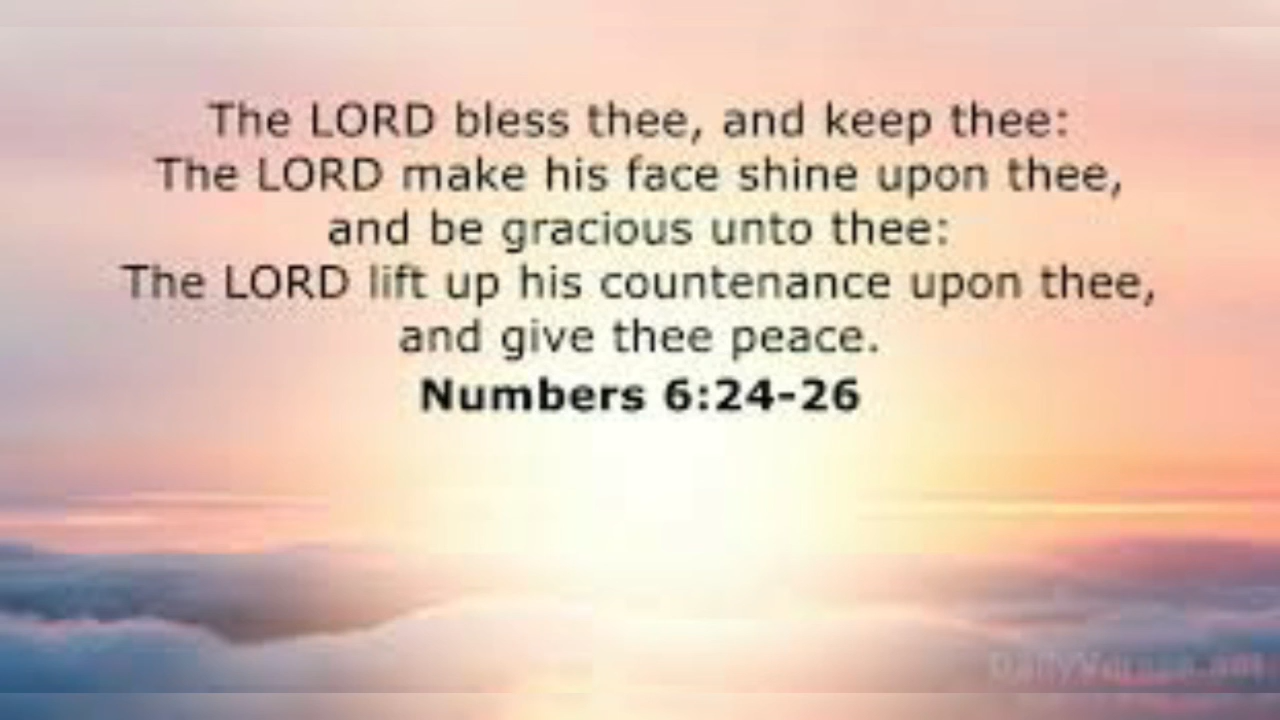 The LORD bless thee, and keep thee:
The LORD make his face shine upon thee,
and be gracious unto thee:
The LORD lift up his countenance upon thee,
and give thee peace.
Numbers 6:24-26